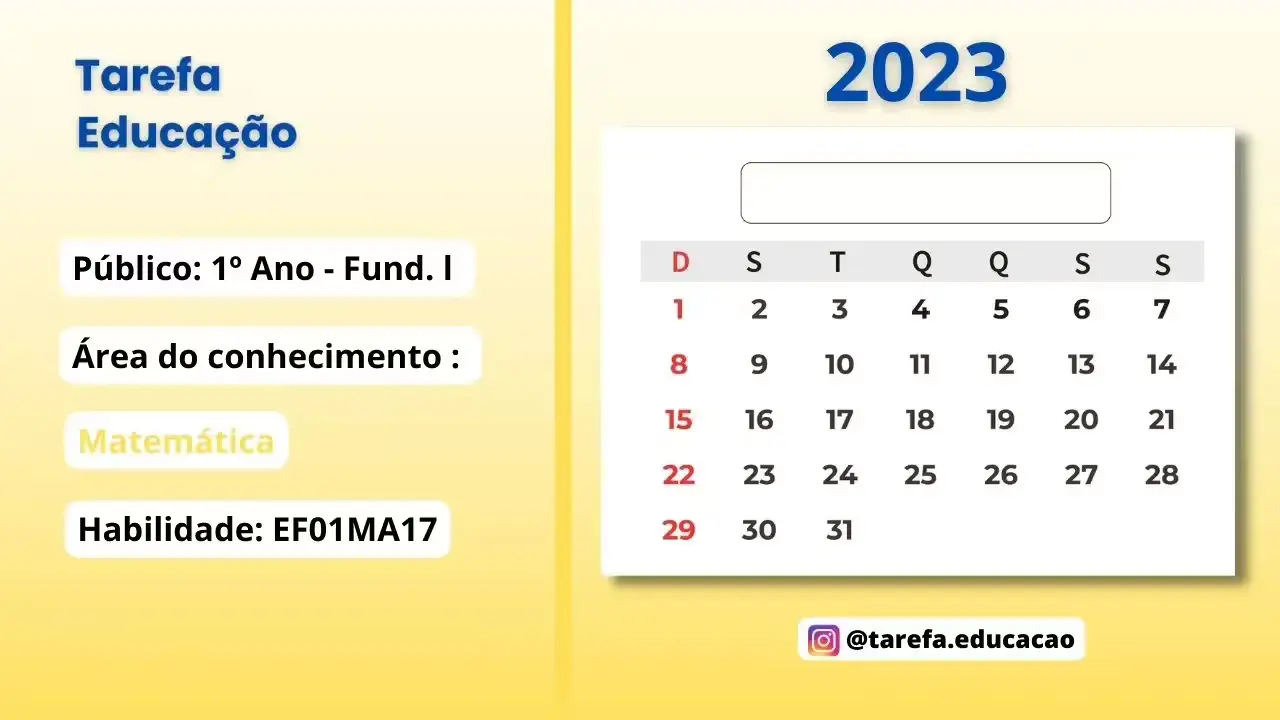 Tarefa
Educação
Público: 1º Ano - Fund. l
Área do conhecimento :
Matemática
Habilidade: EF01MA17
2023
D S T Q Q S S
1 2 3 4 5 6 7
8 9 10 11 12 13 14
15 16 17 18 19 20 21
22 23 24 25 26 27 28
29 30 31
@tarefa.educacao